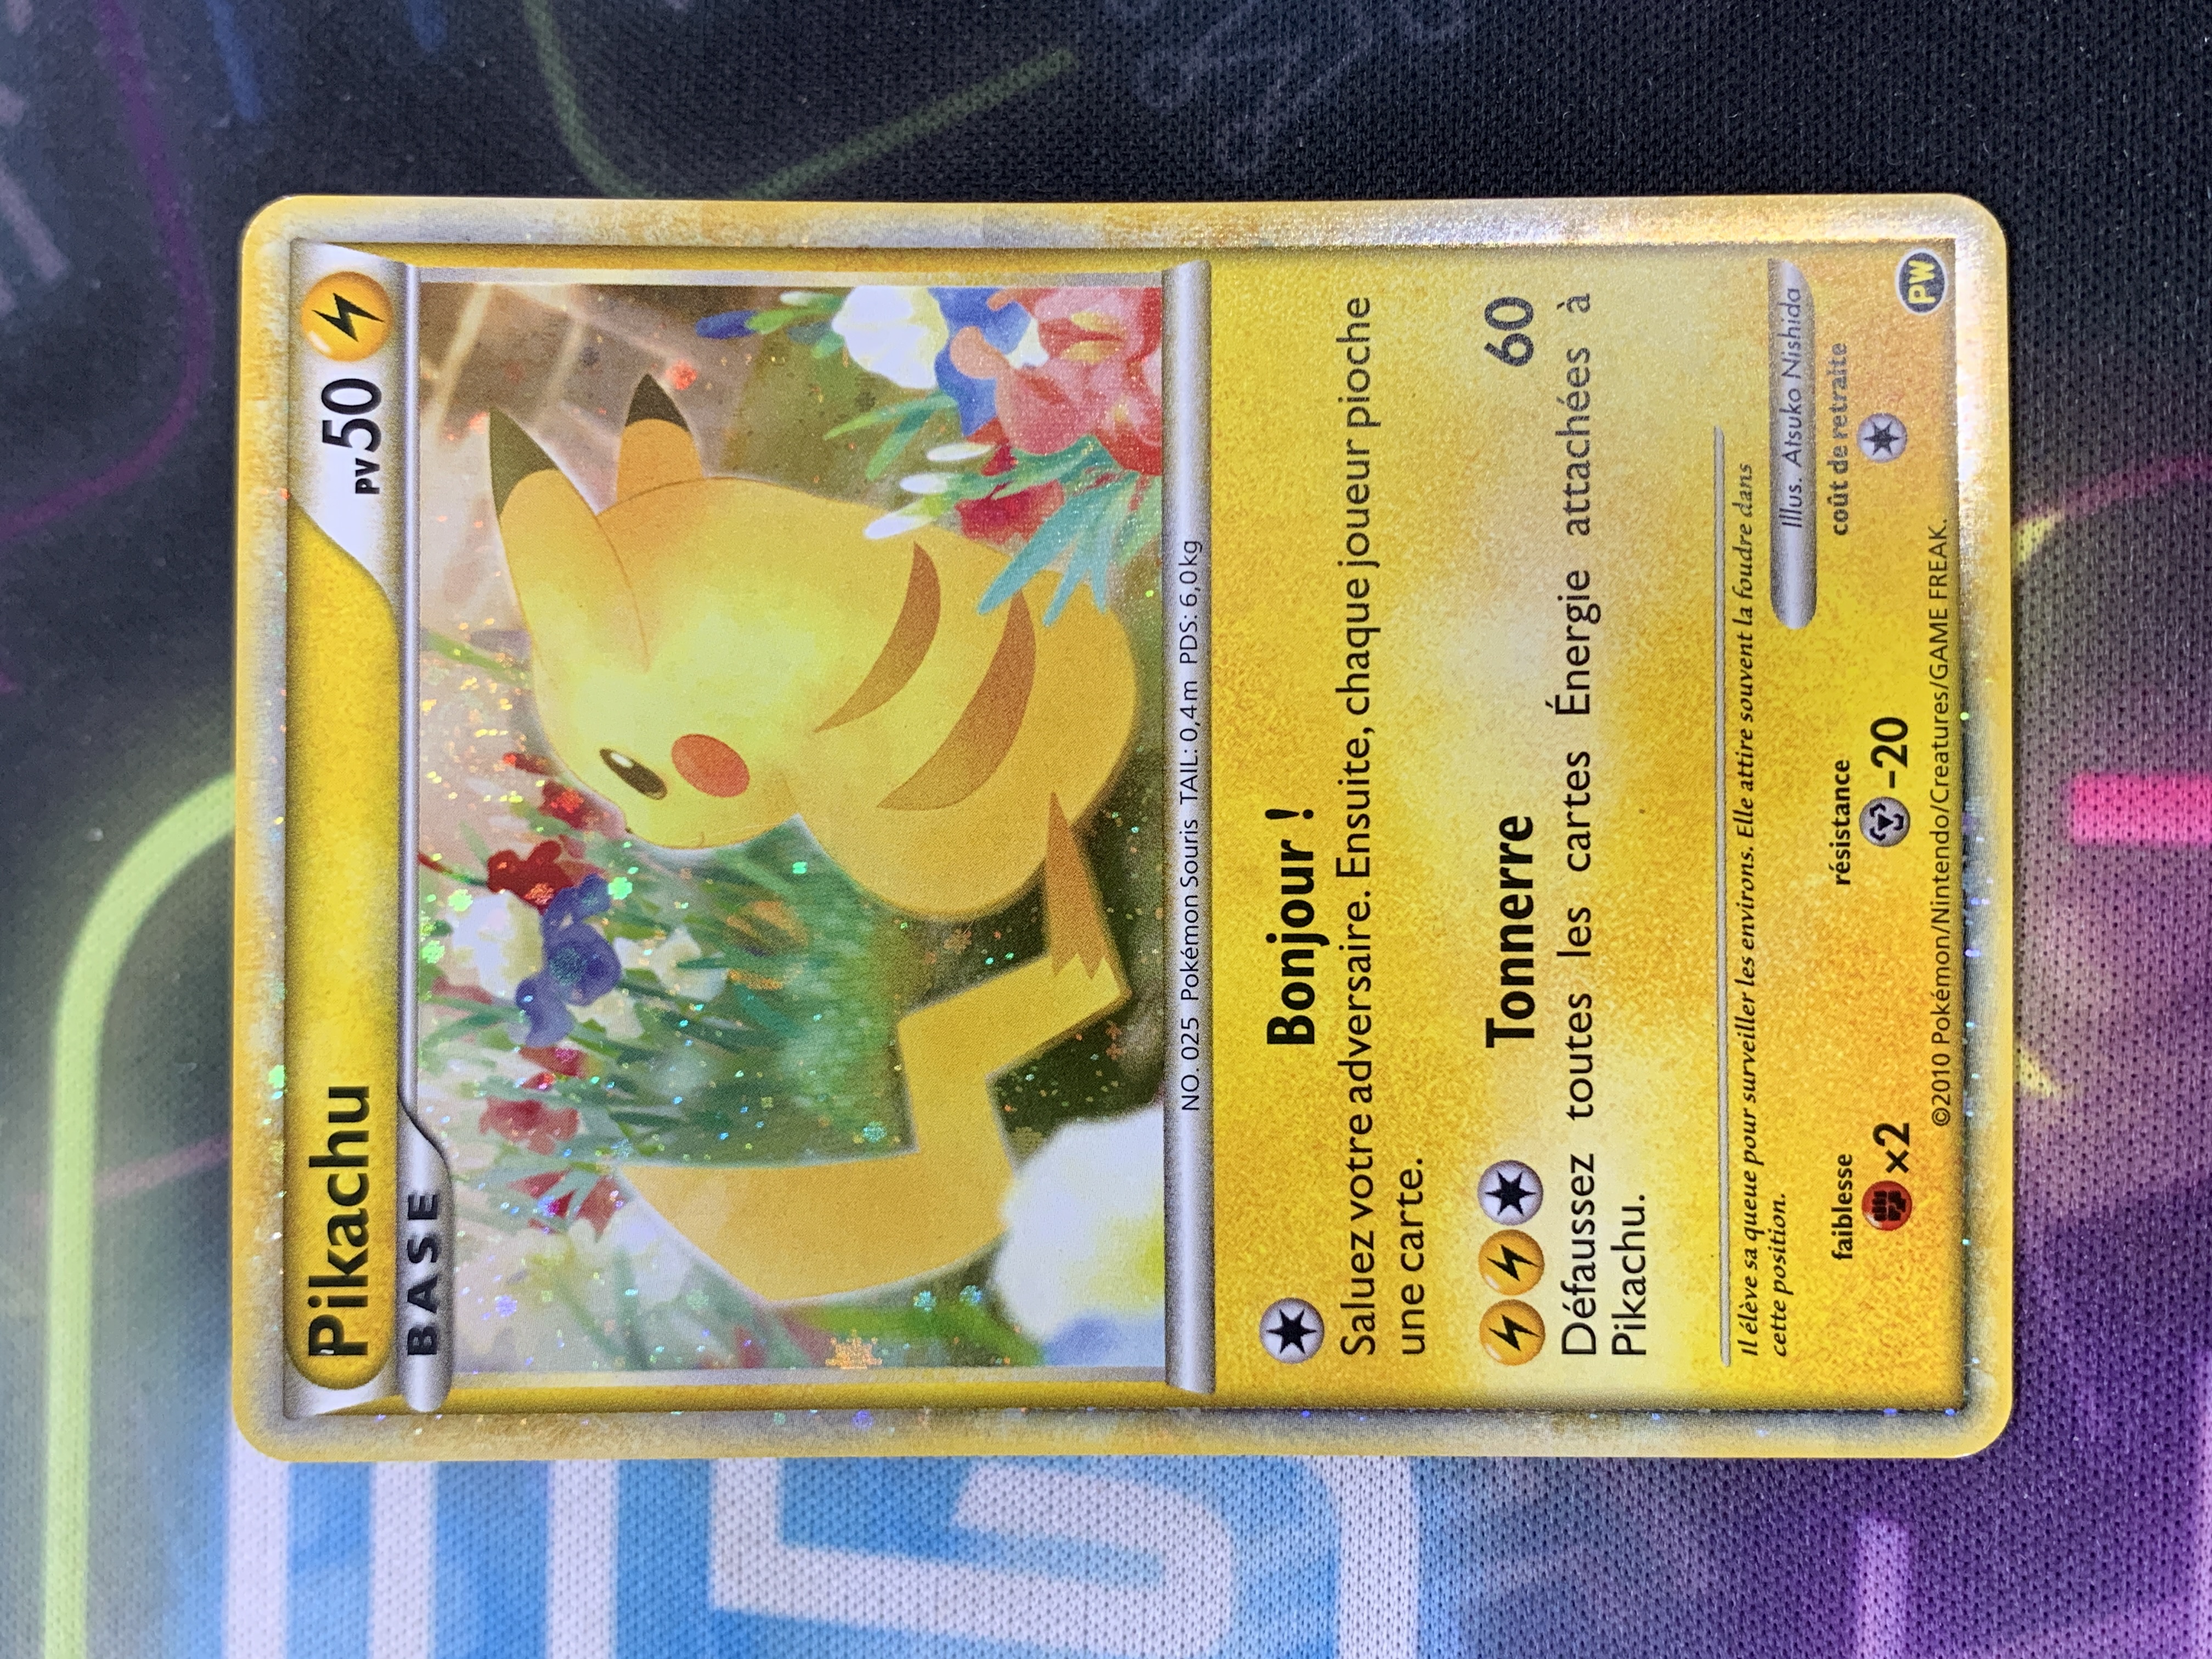 Pikachu PV50
BASE
NO. 025 Pokémon Souris TAIL: 0,4m PDS: 6,0kg
Bonjour !
Saluez votre adversaire. Ensuite, chaque joueur pioche
une carte.
Tonnerre 60
Défaussez toutes les cartes Énergie attachées à
Pikachu.
Il élève sa queue pour surveiller les environs. Elle attire souvent la foudre dans
cette position.
Illus. Atsuko Nishida
faiblesse résistance coût de retraite
×2 -20
©2010 Pokémon/Nintendo/Creatures/GAME FREAK.
PW